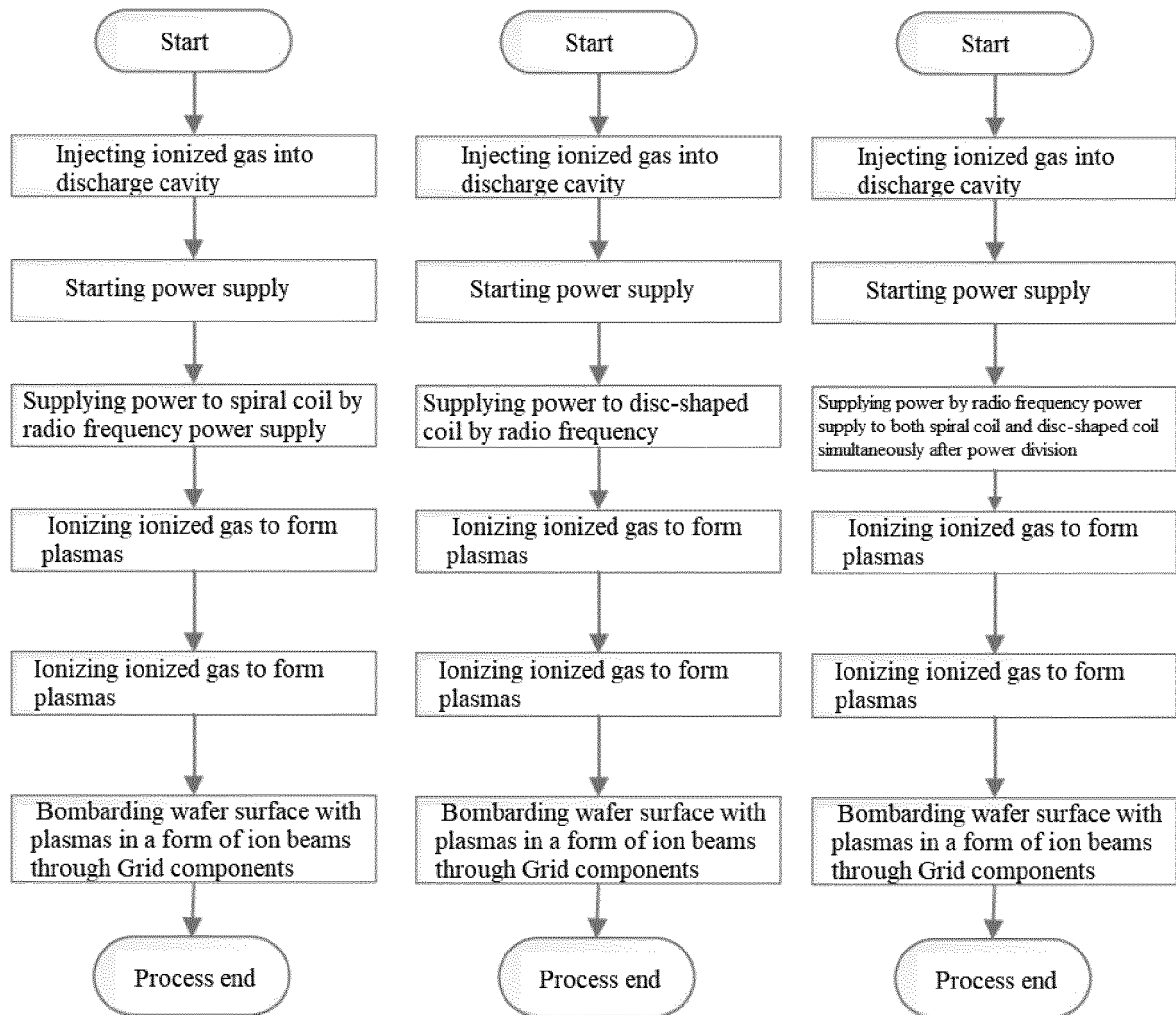 Start
Injecting ionized gas into
discharge cavity
Starting power supply
Supplying power to spiral coil by
radio frequency power supply
Ionizing ionized gas to form
plasmas
Ionizing ionized gas to form
plasmas
Bombarding wafer surface with
plasmas in a form of ion beams
through Grid components
Process end
Start
Injecting ionized gas into
discharge cavity
Starting power supply
Supplying power to disc-shaped
coil by radio frequency
Ionizing ionized gas to form
plasmas
Ionizing ionized gas to form
plasmas
Bombarding wafer surface with
plasmas in a form of ion beams
through Grid components
Process end
Start
Injecting ionized gas into
discharge cavity
Starting power supply
Supplying power by radio frequency power
supply to both spiral coil and disc-shaped coil
simultaneously after power division
Ionizing ionized gas to form
plasmas
Ionizing ionized gas to form
plasmas
Bombarding wafer surface with
plasmas in a form of ion beams
through Grid components
Process end